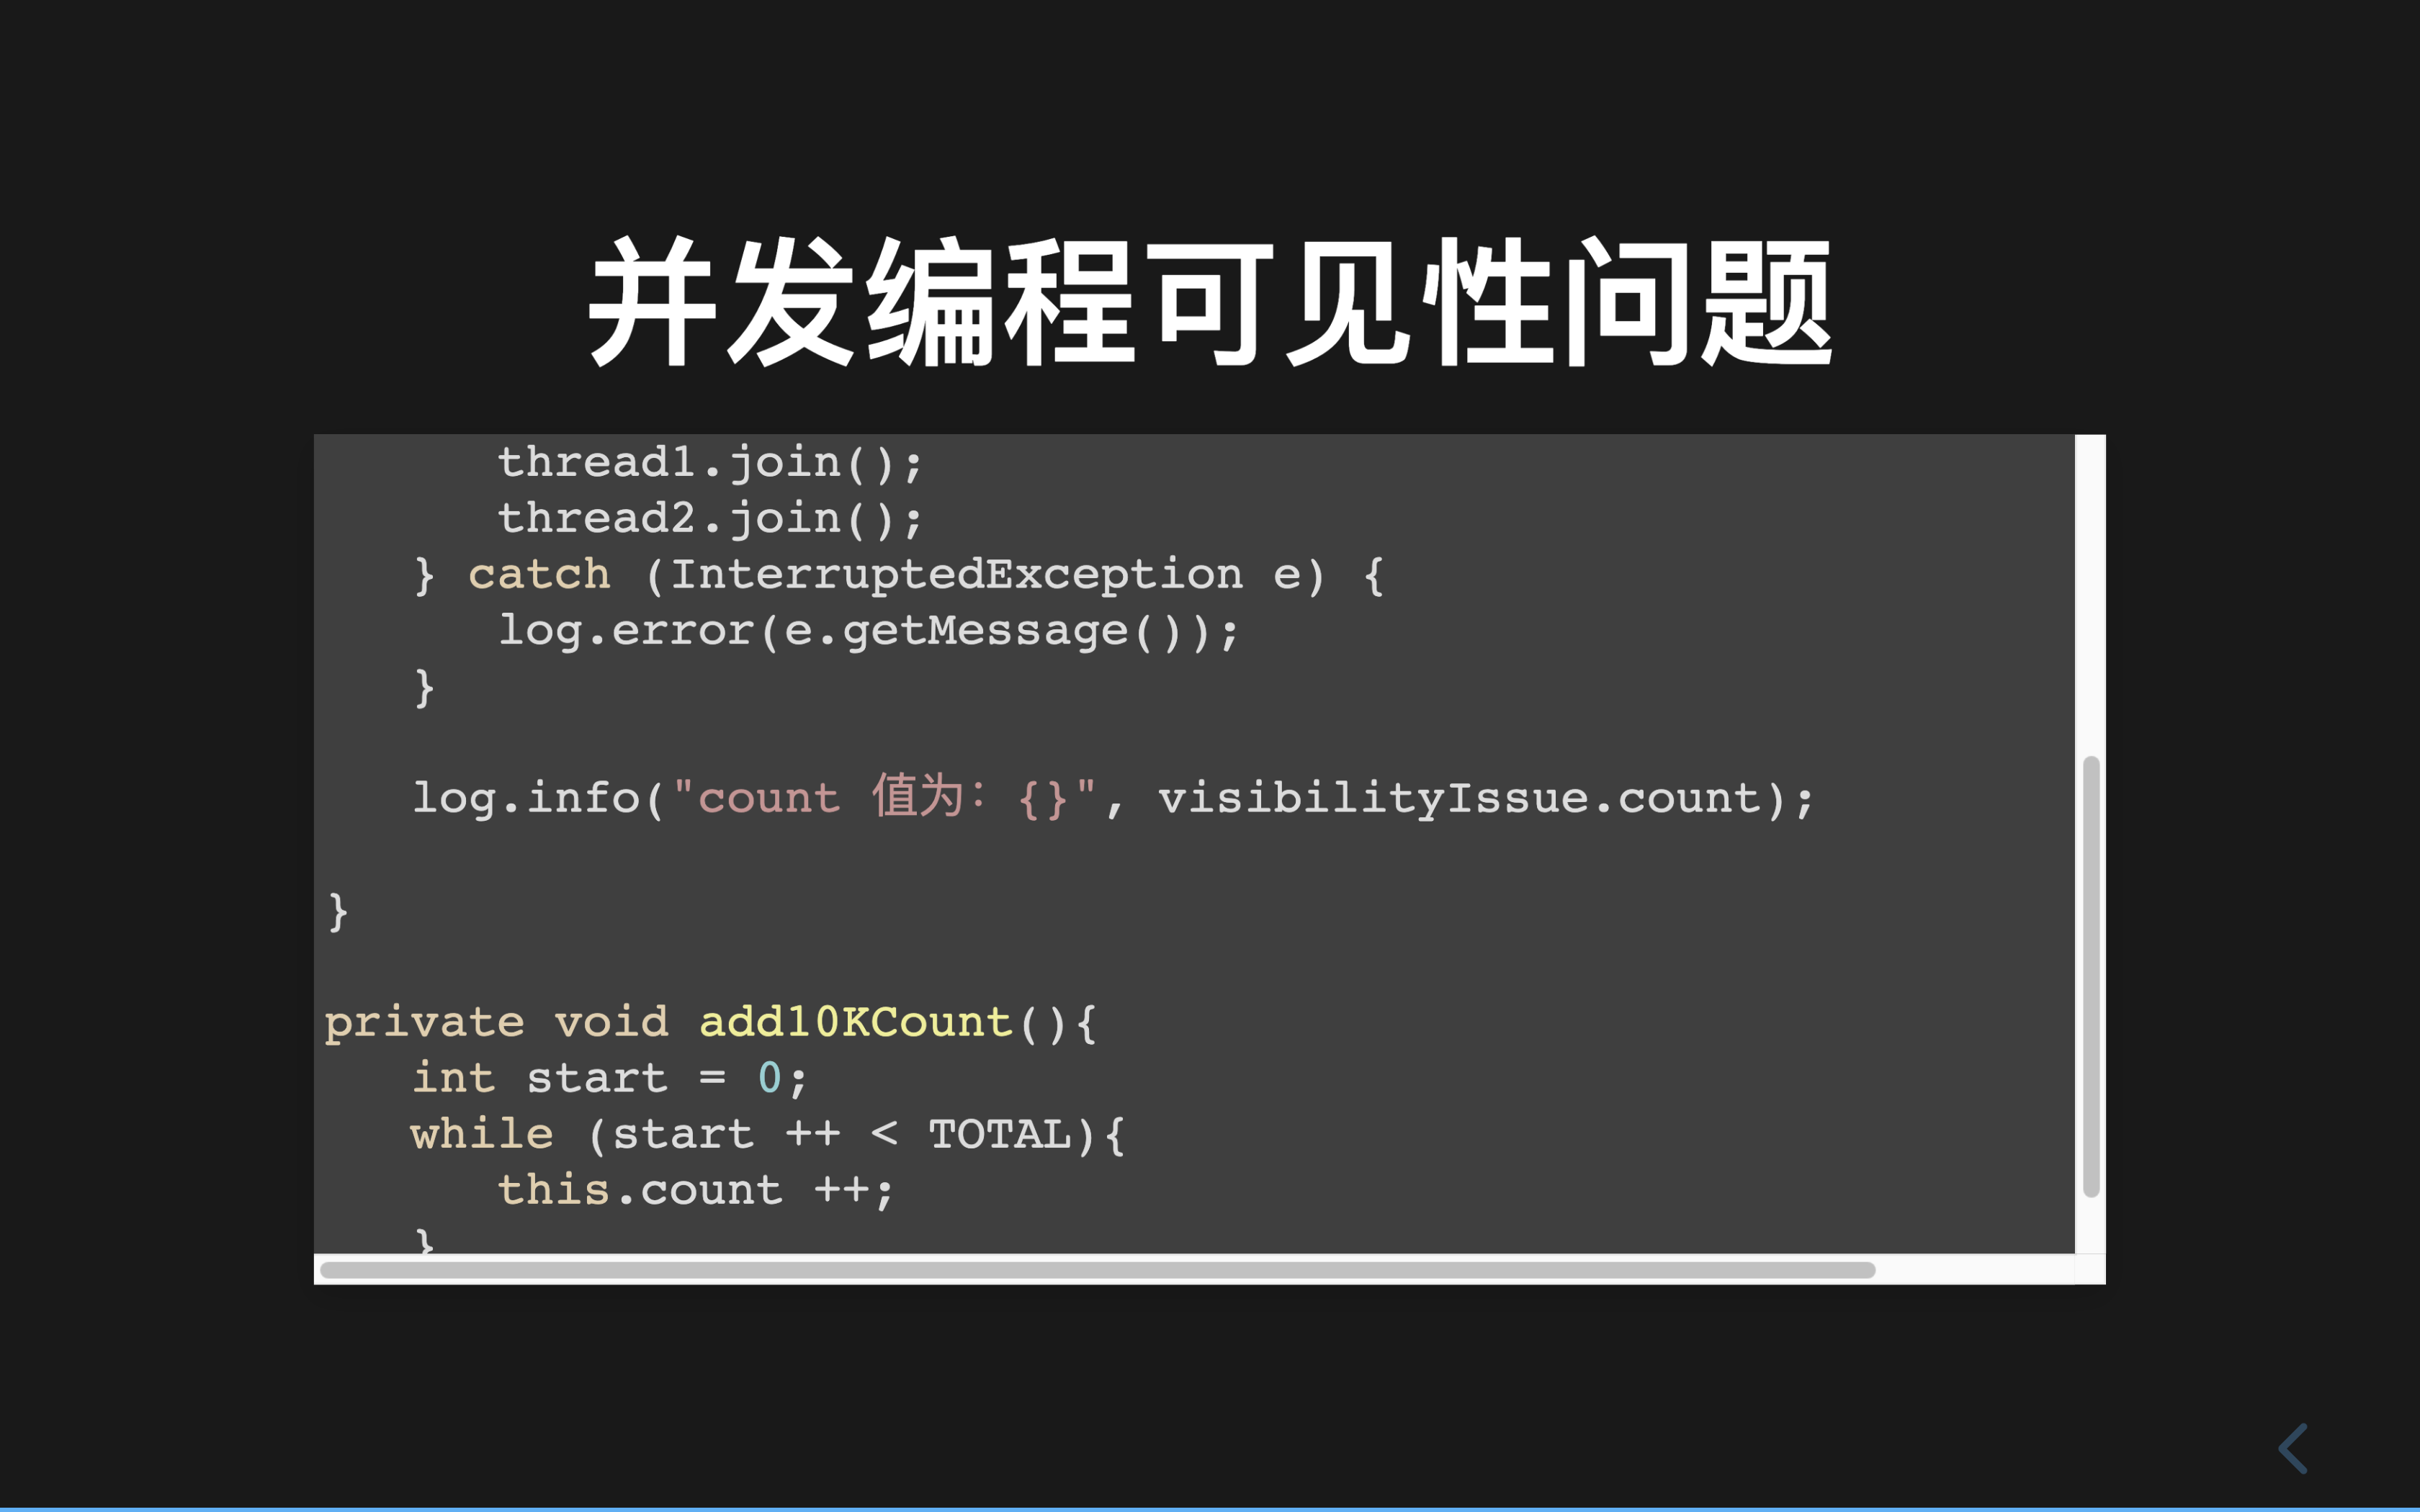 并发编程可见性问题
thread1.join();
thread2.join();
} catch (InterruptedException e) {
log.error(e.getMessage());
}
log.info("count 值为: {}", visibilityIssue.count);
}
private void add10KCount(){
int start = 0;
while (start ++ < TOTAL){
this.count ++;
}